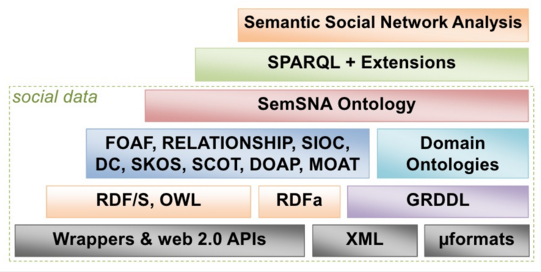 Semantic Social Network Analysis
SPARQL + Extensions
social data
SemSNA Ontology
FOAF, RELATIONSHIP, SIOC,
DC, SKOS, SCOT, DOAP, MOAT
Domain
Ontologies
RDF/S, OWL
RDFa
GRDDL
Wrappers & web 2.0 APIs
XML
µformats